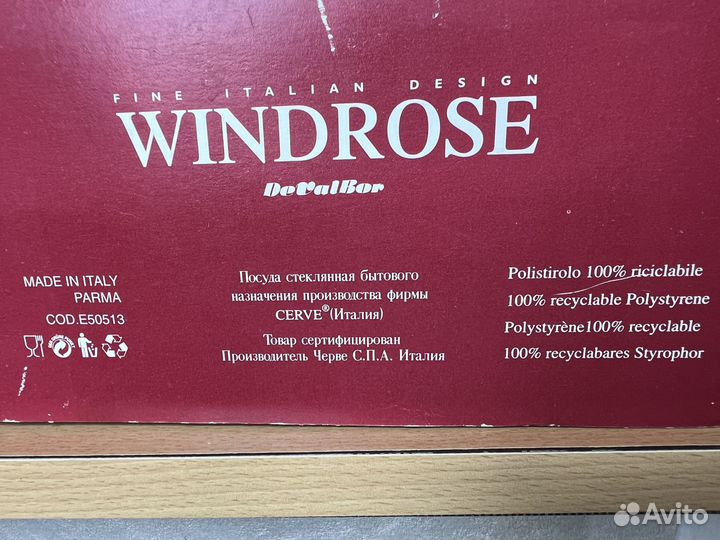 FINE ITALIAN DESIGN
WINDROSE
DeValBor
MADE IN ITALY
PARMA
COD.E50513
Посуда стеклянная бытового
назначения производства фирмы
CERVE®(Италия)
Товар сертифицирован
Производитель Черве С.П.А. Италия
Polistirolo 100% riciclabile
100% recyclable Polystyrene
Polystyrène100% recyclable
100% recyclabares Styrophor
Avito